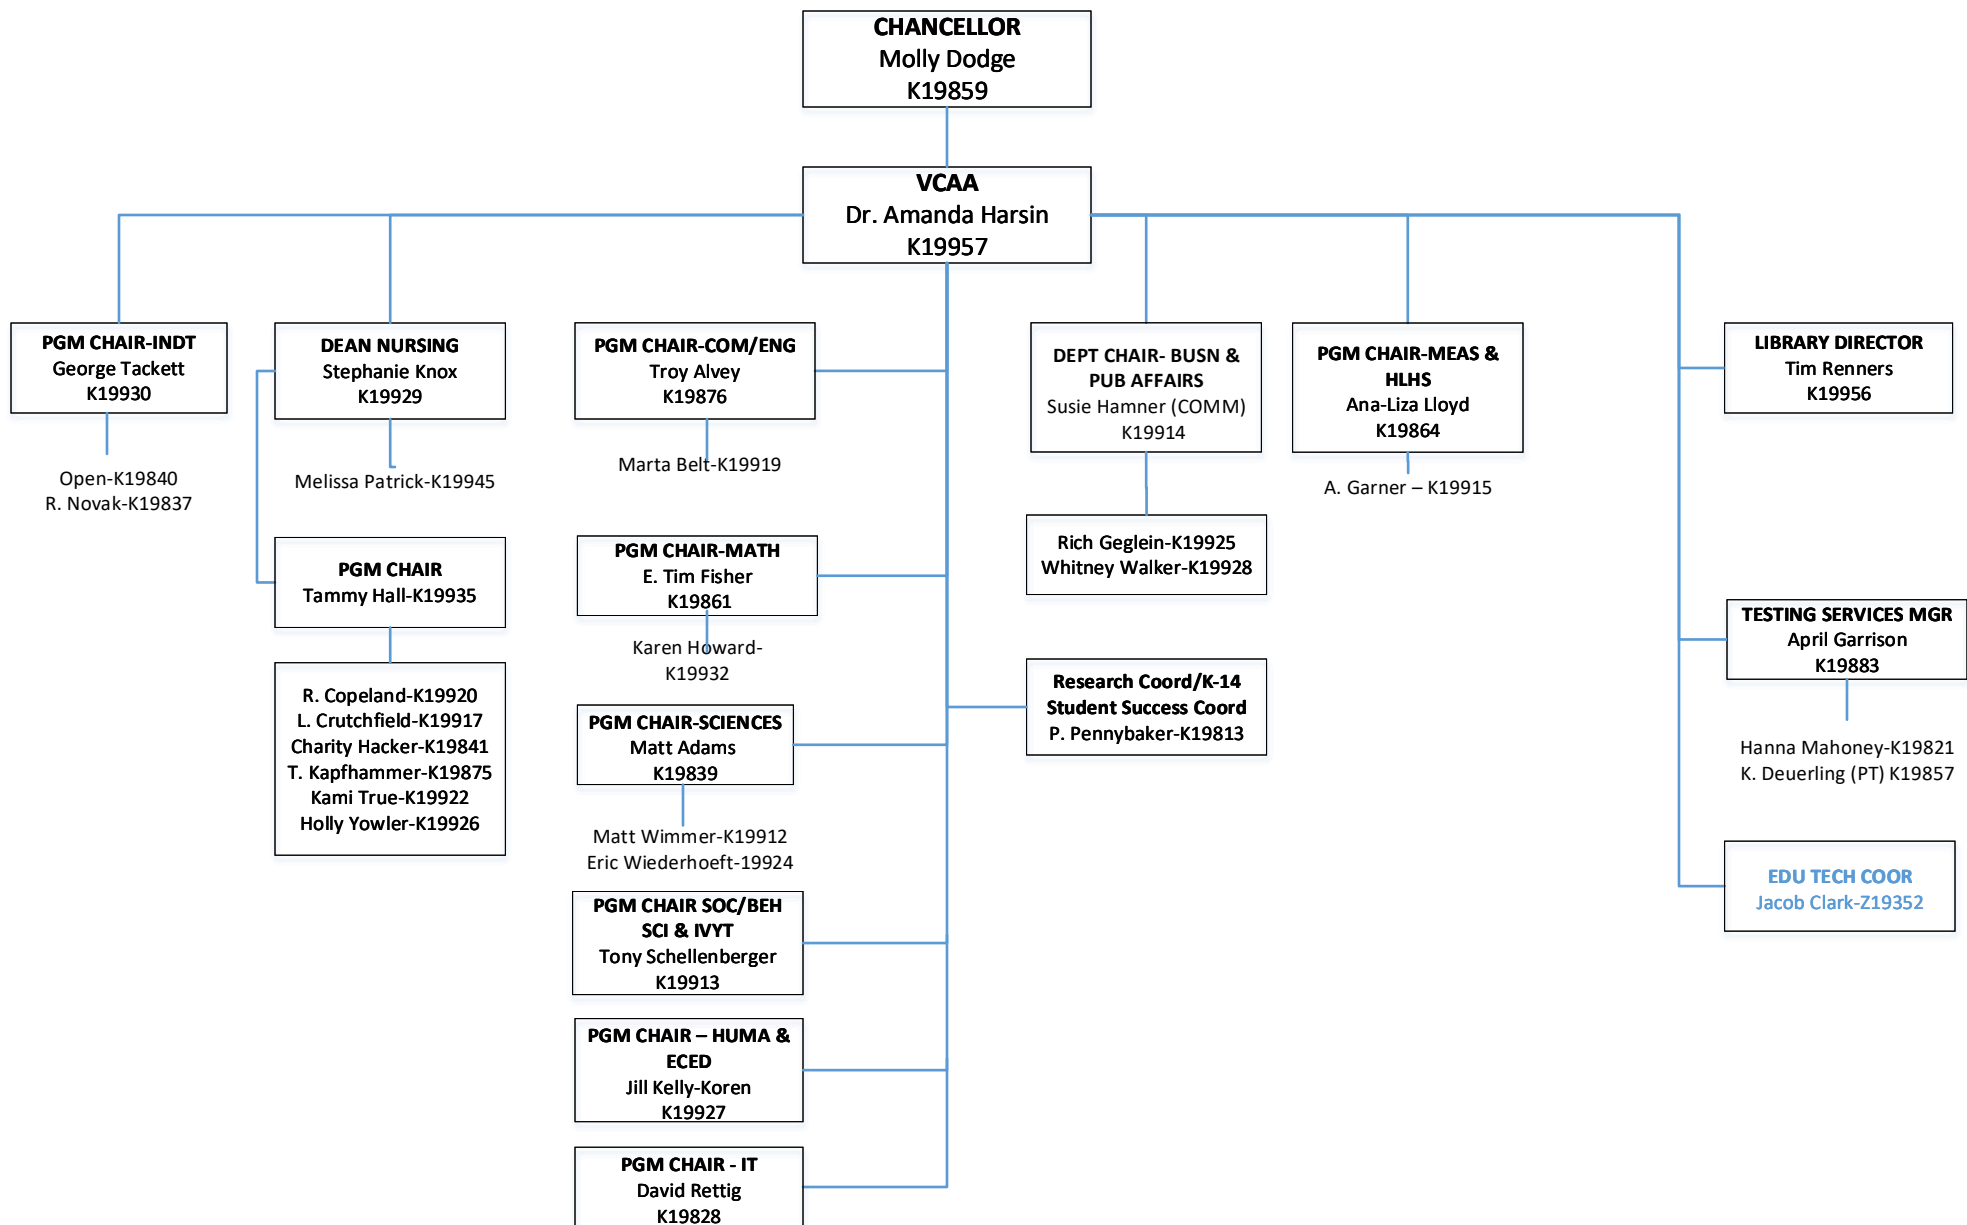 CHANCELLOR
Molly Dodge
K19859
VCAA
Dr. Amanda Harsin
K19957
PGM CHAIR-INDT
George Tackett
K19930
Open-K19840
R. Novak-K19837
DEAN NURSING
Stephanie Knox
K19929
Melissa Patrick-K19945
PGM CHAIR
Tammy Hall-K19935
R. Copeland-K19920
L. Crutchfield-K19917
Charity Hacker-K19841
T. Kapfhammer-K19875
Kami True-K19922
Holly Yowler-K19926
PGM CHAIR-COM/ENG
Troy Alvey
K19876
Marta Belt-K19919
PGM CHAIR-MATH
E. Tim Fisher
K19861
Karen Howard-
K19932
PGM CHAIR-SCIENCES
Matt Adams
K19839
Matt Wimmer-K19912
Eric Wiederhoeft-19924
PGM CHAIR SOC/BEH
SCI & IVYT
Tony Schellenberger
K19913
PGM CHAIR – HUMA &
ECED
Jill Kelly-Koren
K19927
PGM CHAIR - IT
David Rettig
K19828
DEPT CHAIR- BUSN &
PUB AFFAIRS
Susie Hamner (COMM)
K19914
Rich Geglein-K19925
Whitney Walker-K19928
Research Coord/K-14
Student Success Coord
P. Pennybaker-K19813
PGM CHAIR-MEAS &
HLHS
Ana-Liza Lloyd
K19864
A. Garner – K19915
LIBRARY DIRECTOR
Tim Renners
K19956
TESTING SERVICES MGR
April Garrison
K19883
Hanna Mahoney-K19821
K. Deuerling (PT) K19857
EDU TECH COOR
Jacob Clark-Z19352